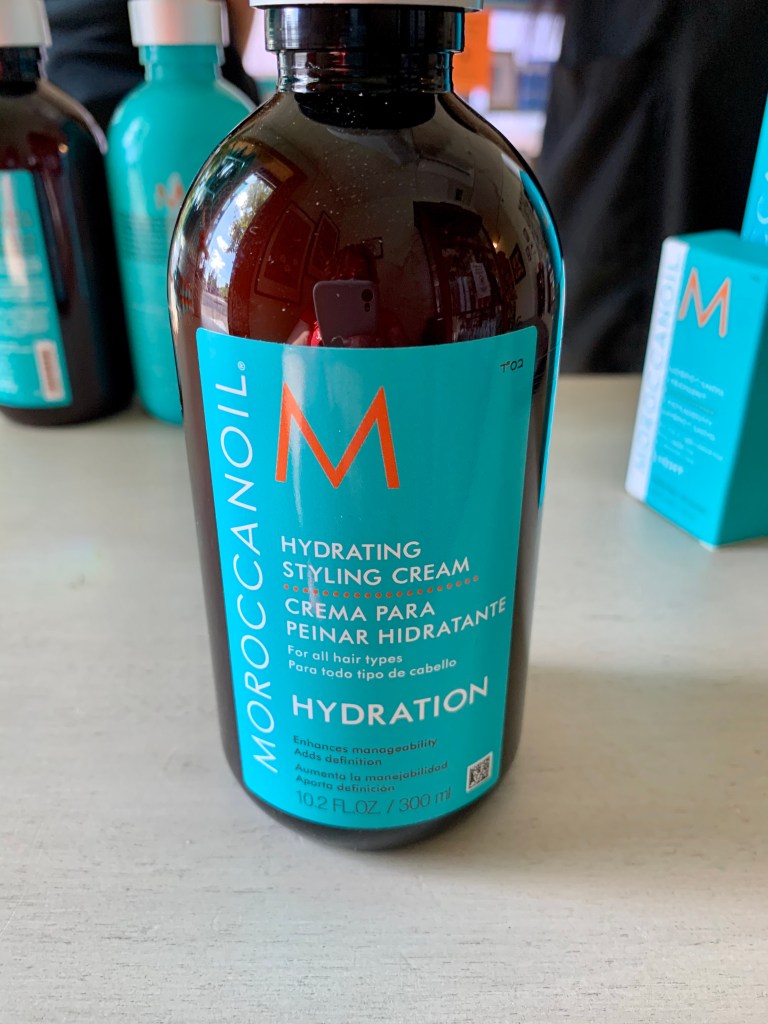 MOROCCANOIL®
M
HYDRATING
STYLING CREAM
CREMA PARA
PEINAR HIDRATANTE
For all hair types
Para todo tipo de cabello
HYDRATION
Enhances manageability
Adds definition
Aumenta la manejabilidad
Aporta definición
10.2 FL.OZ. / 300 ml
M
MOROCCANOIL
M